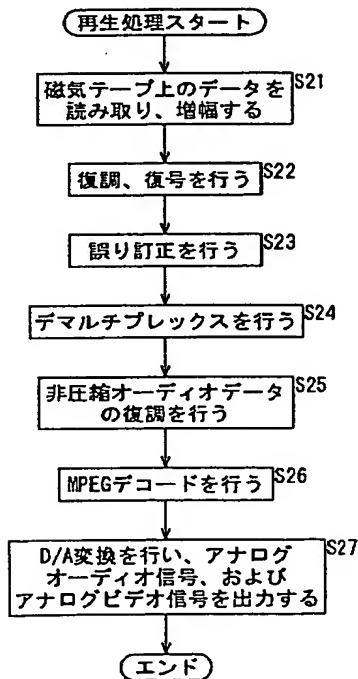 再生処理スタート
磁気テープ上のデータを
読み取り、増幅する
S21
復調、復号を行う
S22
誤り訂正を行う
S23
デマルチプレックスを行う
S24
非圧縮オーディオデータ
の復調を行う
S25
MPEGデコードを行う
S26
D/A変換を行い、アナログ
オーディオ信号、および
アナログビデオ信号を出力する
S27
エンド